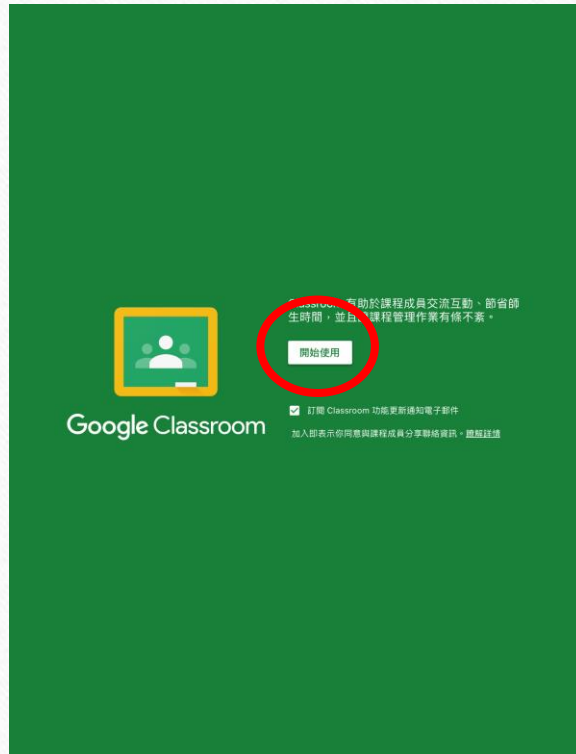 Classroom 有助於課程成員交流互動、節省師
生時間，並且讓課程管理作業有條不紊。
開始使用
訂閱 Classroom 功能更新通知電子郵件
Google Classroom
加入即表示你同意與課程成員分享聯絡資訊。瞭解詳情